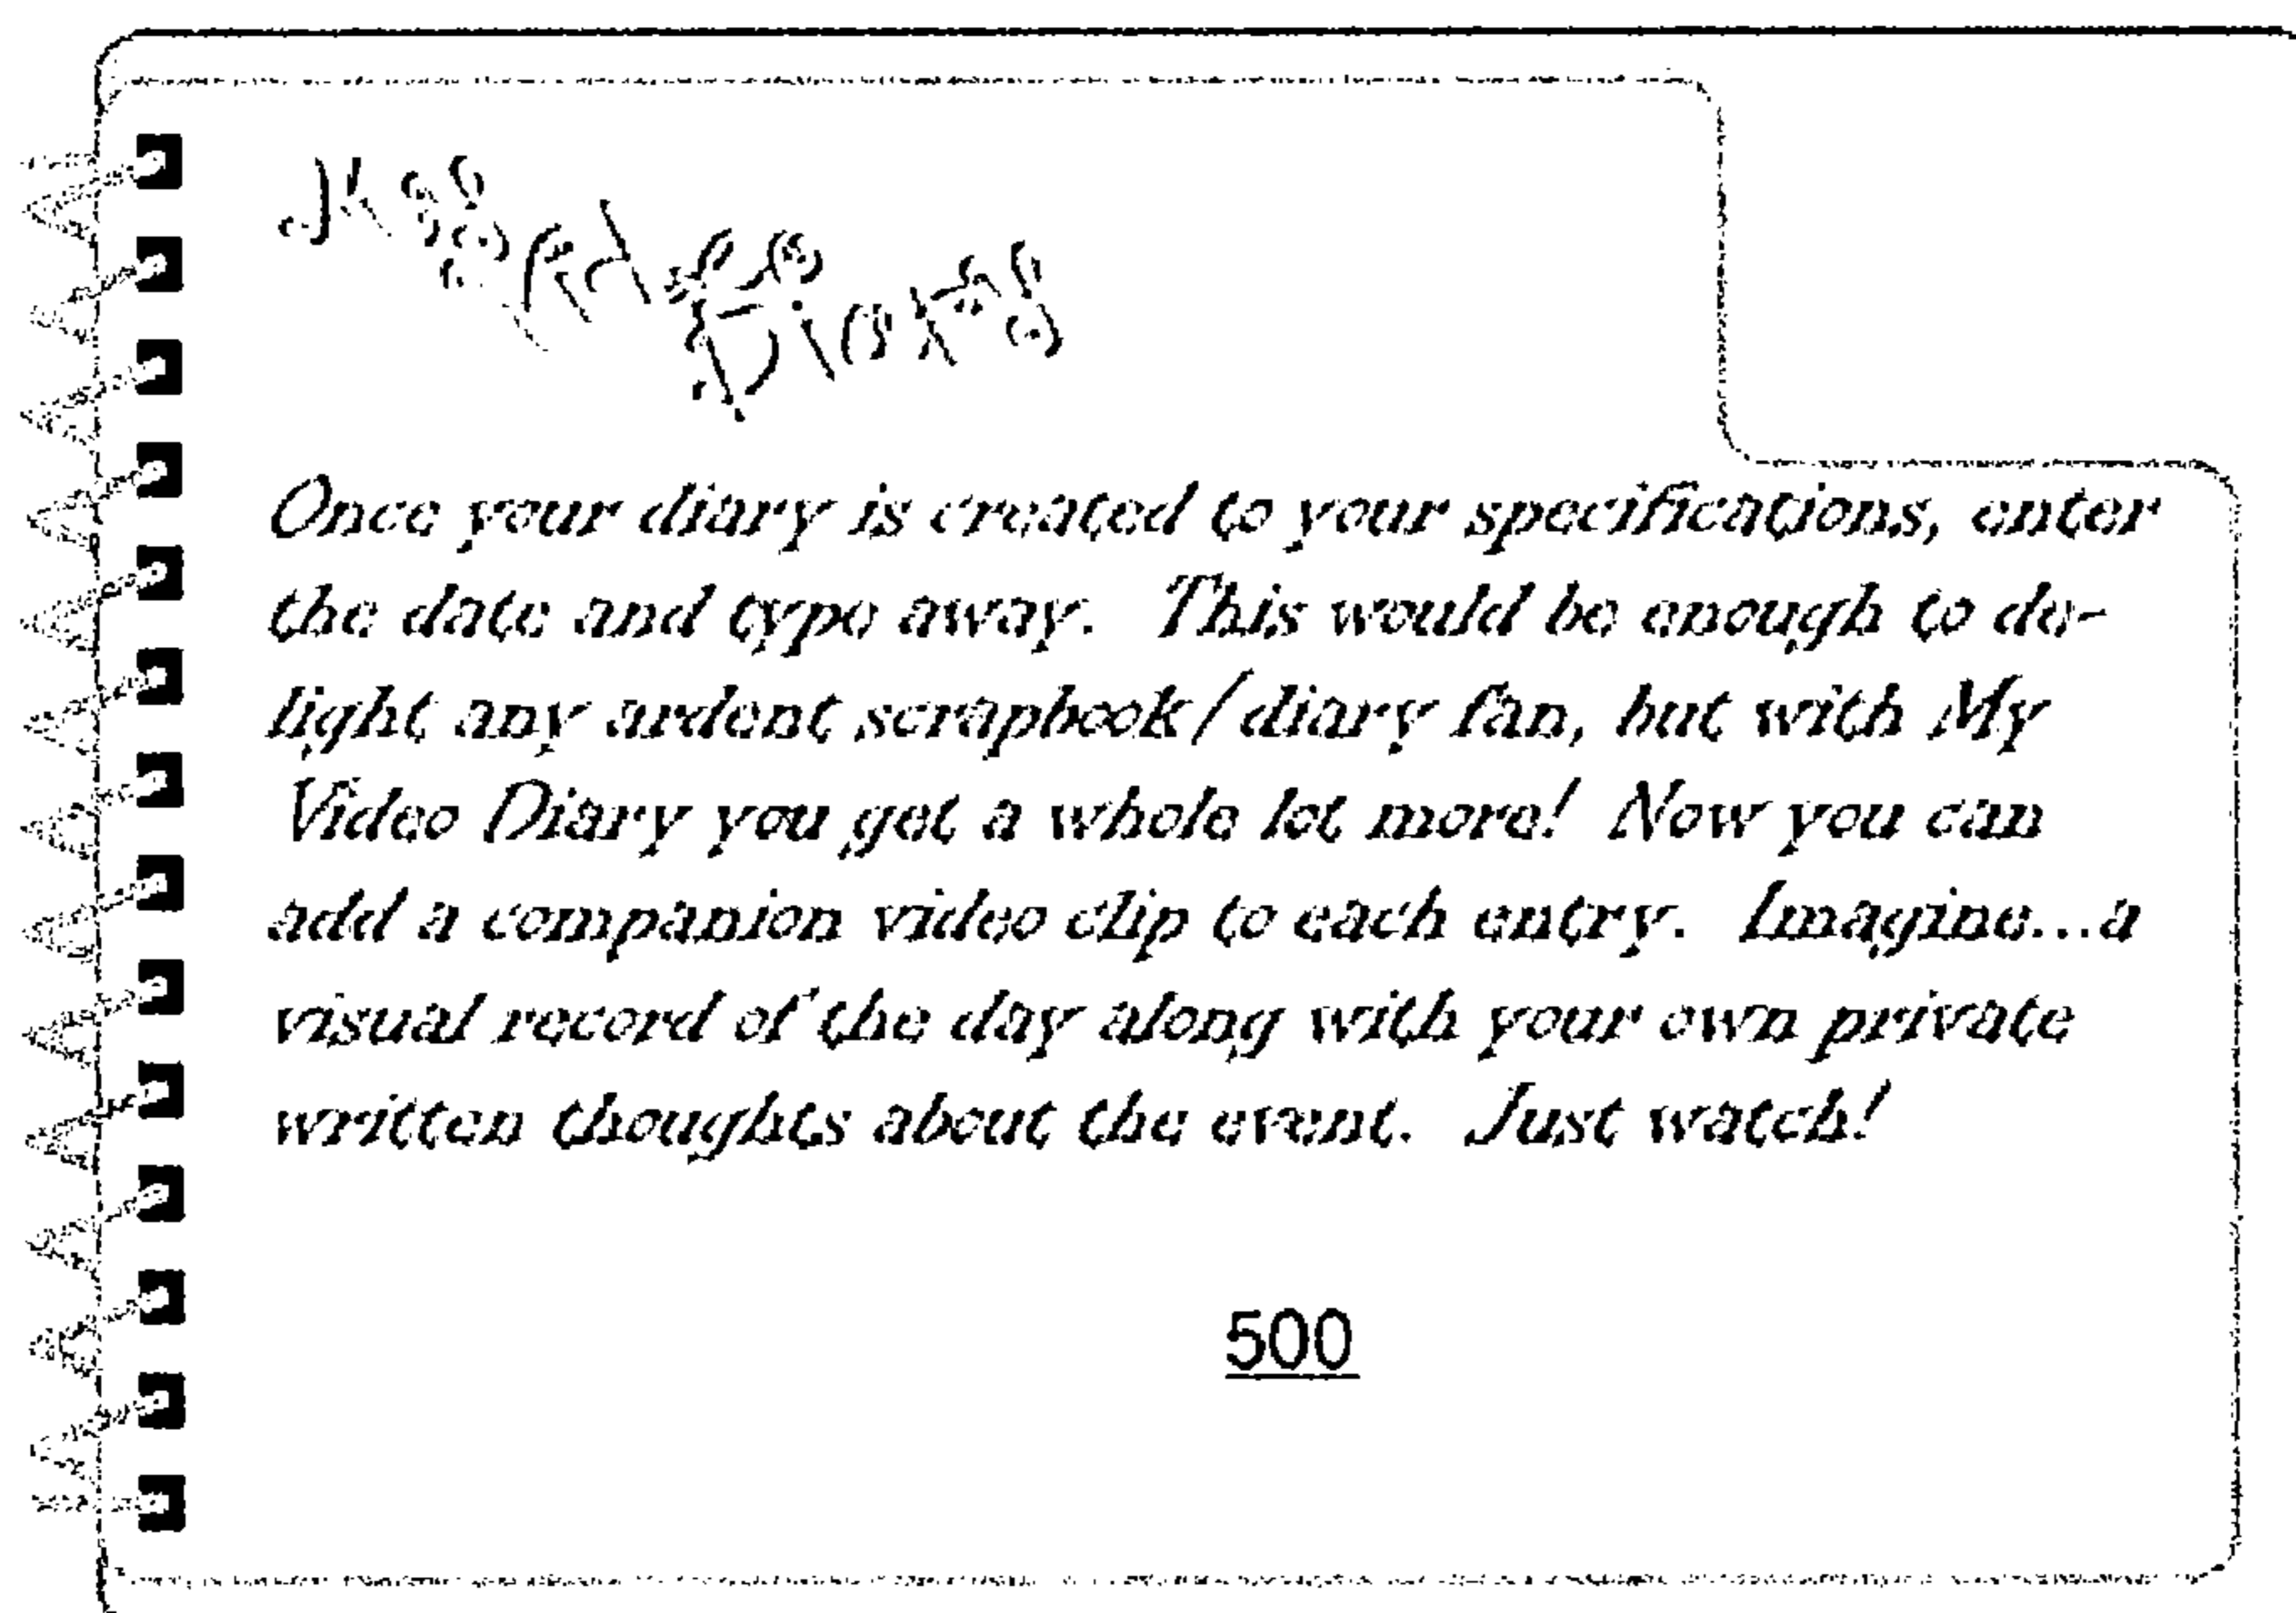 My Video
Diary
Once your diary is created to your specifications, enter
the date and type away. This would be enough to de-
light any ardent scrapbook/diary fan, but with My
Video Diary you get a whole lot more! Now you can
add a companion video clip to each entry. Imagine...a
visual record of the day along with your own private
written thoughts about the event. Just watch!
500